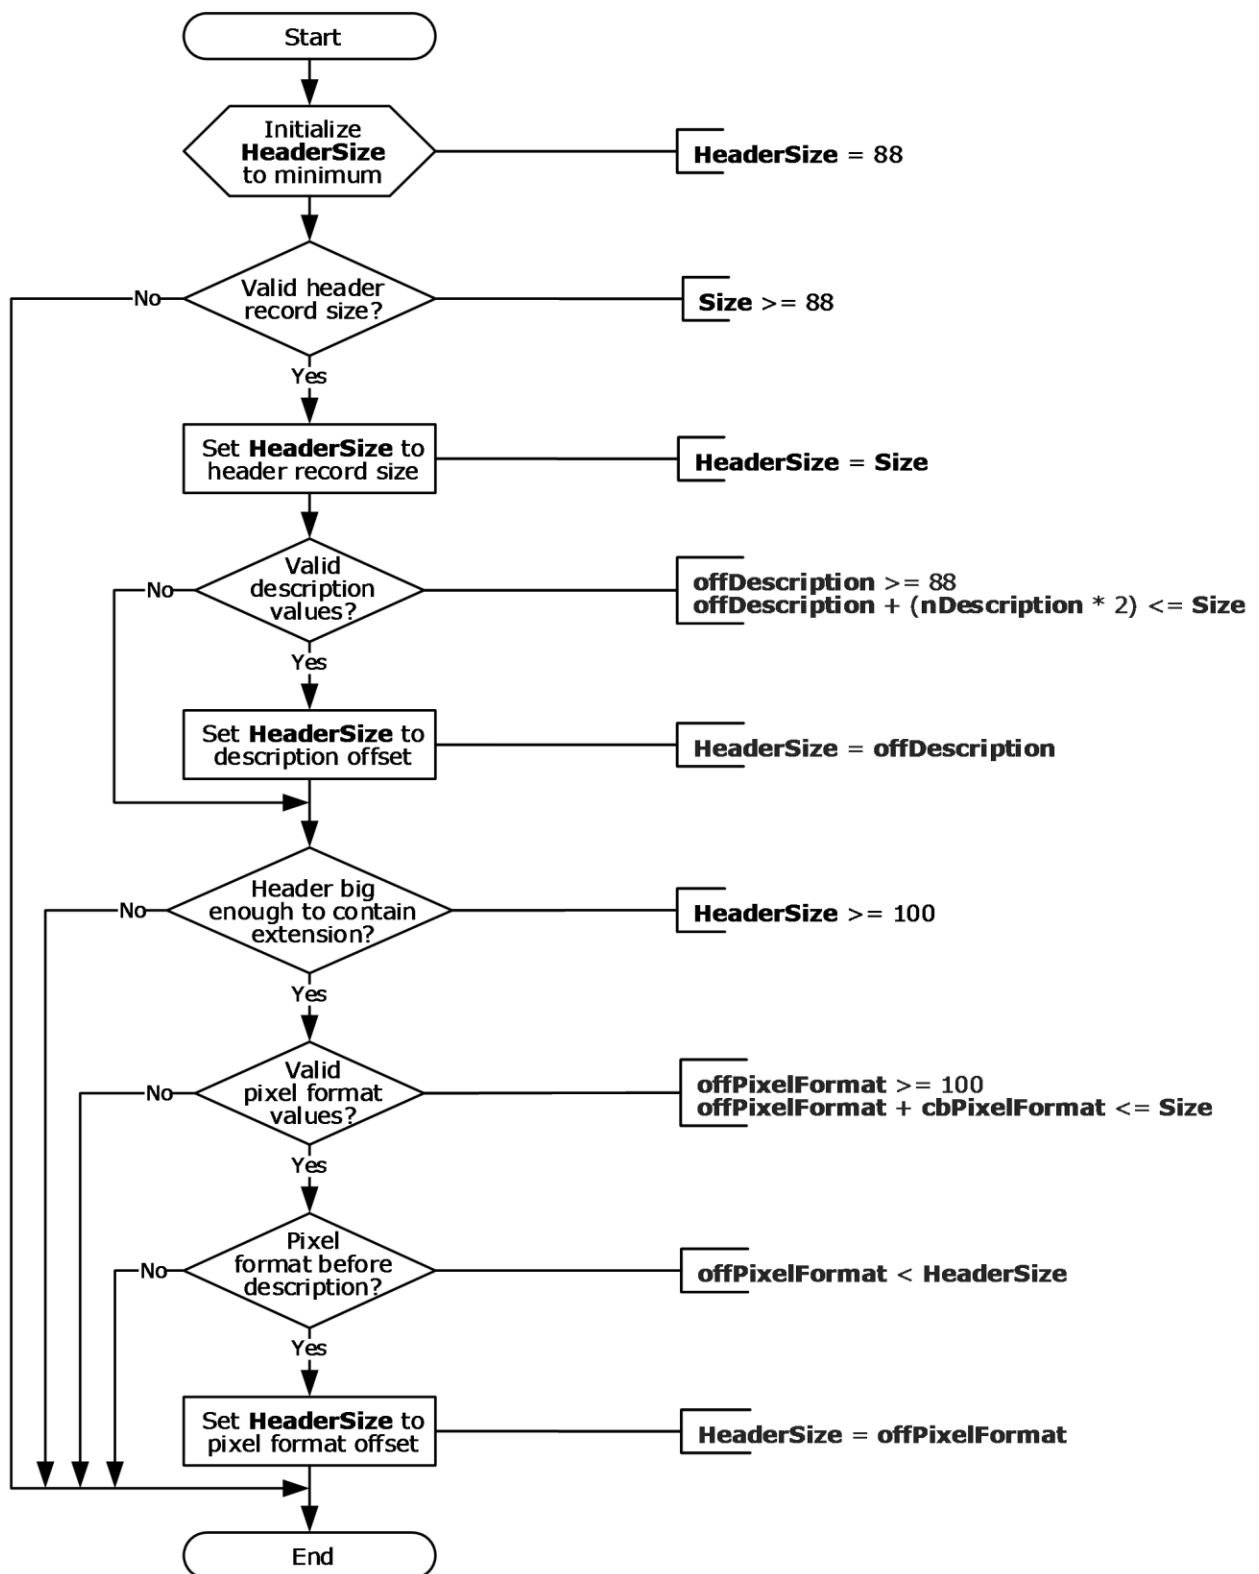 Start
Initialize
HeaderSize
to minimum
HeaderSize = 88
Valid header
record size?
No
Size >= 88
Yes
Set HeaderSize to
header record size
HeaderSize = Size
Valid
description
values?
No
offDescription >= 88
offDescription + (nDescription * 2) <= Size
Yes
Set HeaderSize to
description offset
HeaderSize = offDescription
Header big
enough to contain
extension?
No
HeaderSize >= 100
Yes
Valid
pixel format
values?
No
offPixelFormat >= 100
offPixelFormat + cbPixelFormat <= Size
Yes
Pixel
format before
description?
No
offPixelFormat < HeaderSize
Yes
Set HeaderSize to
pixel format offset
HeaderSize = offPixelFormat
End